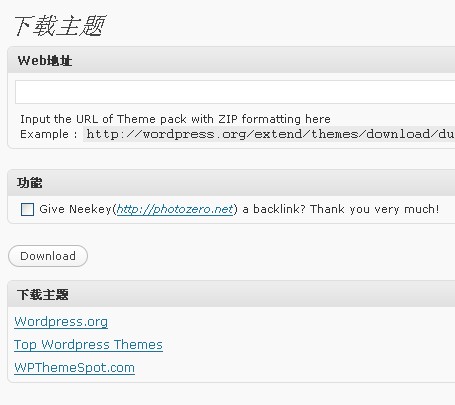 下载主题
Web地址
Input the URL of Theme pack with ZIP formatting here
Example : http://wordpress.org/extend/themes/download/du
功能
Give Neekey(http://photozero.net) a backlink? Thank you very much!
Download
下载主题
Wordpress.org
Top Wordpress Themes
WPThemeSpot.com